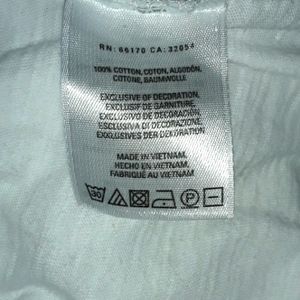 RN: 66170 CA: 32054
100% COTTON, COTON, ALGODÓN,
COTONE, BAUMWOLLE
EXCLUSIVE OF DECORATION,
EXCLUSIF DE GARNITURE,
EXCLUSIVO DE DECORACIÓN,
ESCLUSIVA DI DECORAZIONE,
EXKLUSIVES DER DEKORATION
MADE IN VIETNAM,
HECHO EN VIETNAM,
FABRIQUÉ AU VIETNAM
30 P